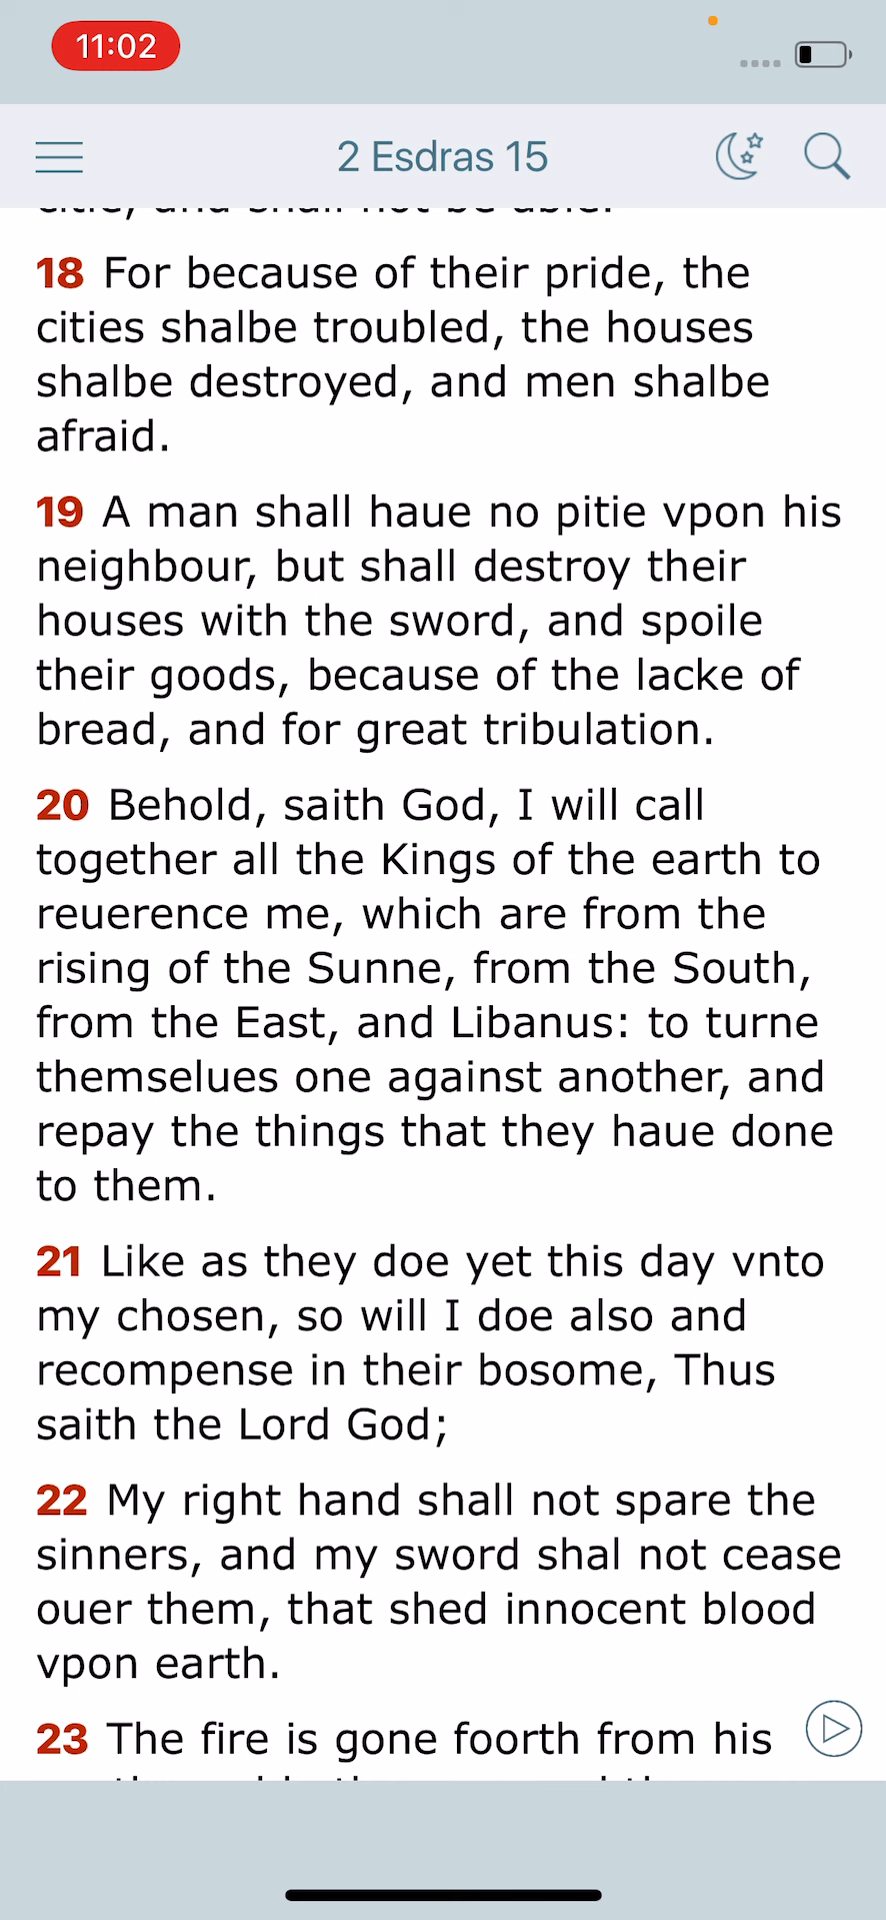 11:02
2 Esdras 15
18 For because of their pride, the
cities shalbe troubled, the houses
shalbe destroyed, and men shalbe
afraid.
19 A man shall haue no pitie vpon his
neighbour, but shall destroy their
houses with the sword, and spoile
their goods, because of the lacke of
bread, and for great tribulation.
20 Behold, saith God, I will call
together all the Kings of the earth to
reuerence me, which are from the
rising of the Sunne, from the South,
from the East, and Libanus: to turne
themselues one against another, and
repay the things that they haue done
to them.
21 Like as they doe yet this day vnto
my chosen, so will I doe also and
recompense in their bosome, Thus
saith the Lord God;
22 My right hand shall not spare the
sinners, and my sword shal not cease
ouer them, that shed innocent blood
vpon earth.
23 The fire is gone foorth from his